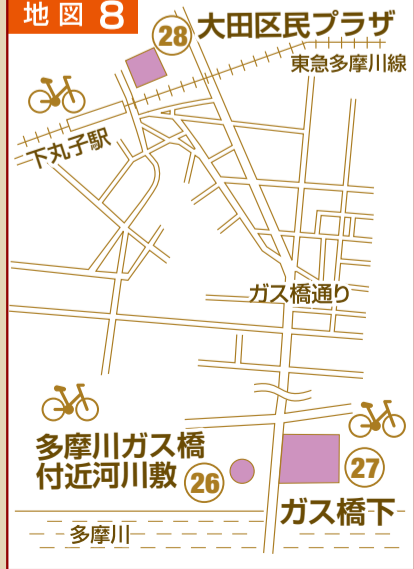 地図 8
28 大田区民プラザ
東急多摩川線
下丸子駅
ガス橋通り
多摩川ガス橋
付近河川敷 26
27
ガス橋下
多摩川